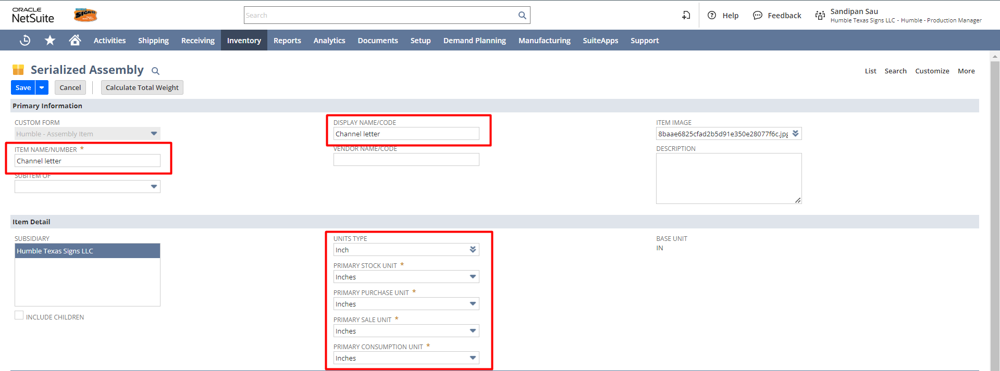 ORACLE
NetSuite
SIGN CO
Search
Help
Feedback
Sandipan Sau
Humble Texas Signs LLC - Humble - Production Manager
Activities
Shipping
Receiving
Inventory
Reports
Analytics
Documents
Setup
Demand Planning
Manufacturing
SuiteApps
Support
Serialized Assembly
List
Search
Customize
More
Save
Cancel
Calculate Total Weight
Primary Information
CUSTOM FORM
Humble - Assembly Item
ITEM NAME/NUMBER *
Channel letter
SUBITEM OF
DISPLAY NAME/CODE
Channel letter
VENDOR NAME/CODE
ITEM IMAGE
8baae6825cfad2b5d91e350e28077f6c.jpg
DESCRIPTION
Item Detail
SUBSIDIARY
Humble Texas Signs LLC
INCLUDE CHILDREN
UNITS TYPE
Inch
PRIMARY STOCK UNIT *
Inches
PRIMARY PURCHASE UNIT *
Inches
PRIMARY SALE UNIT *
Inches
PRIMARY CONSUMPTION UNIT *
Inches
BASE UNIT
IN